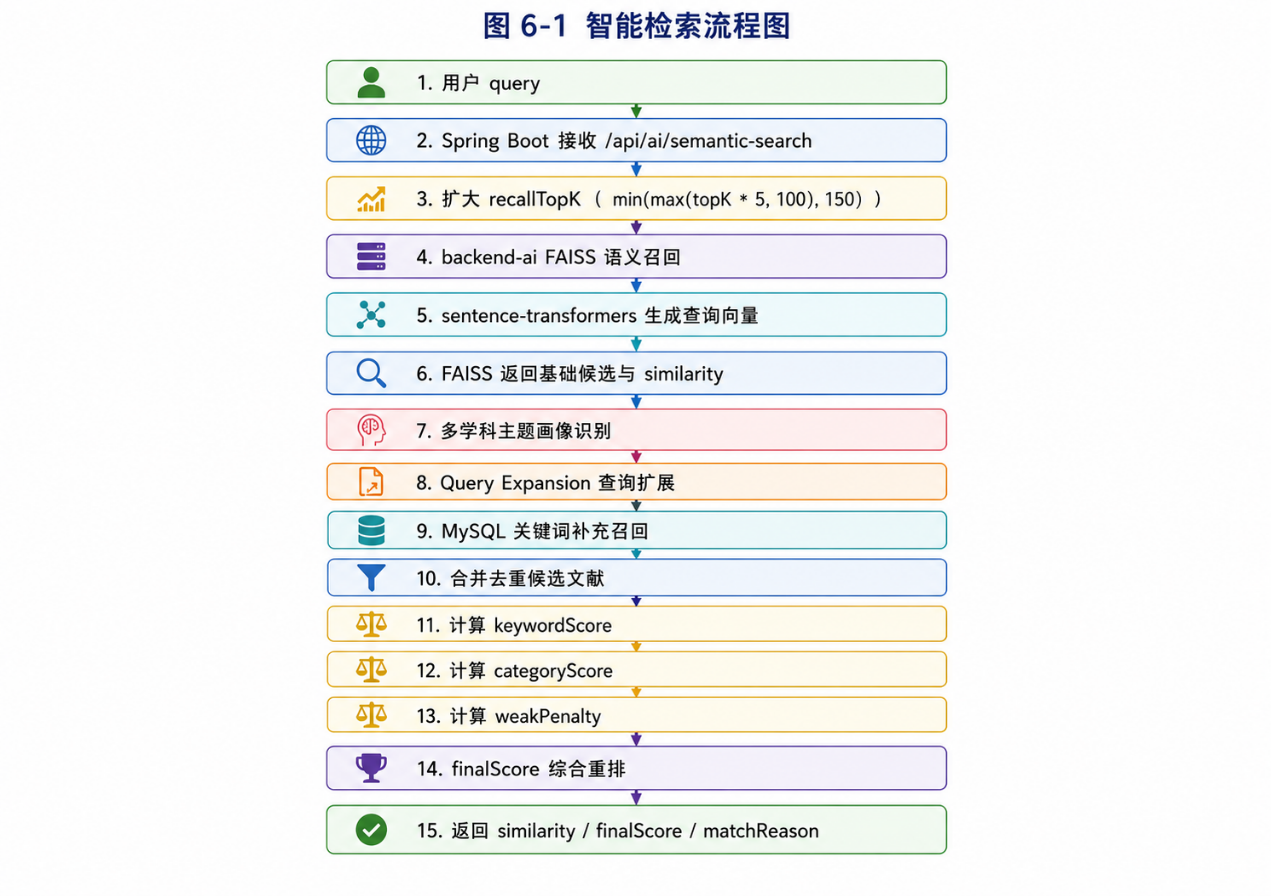 图 6-1 智能检索流程图
1. 用户 query
2. Spring Boot 接收 /api/ai/semantic-search
3. 扩大 recallTopK ( min(max(topK * 5, 100), 150) )
4. backend-ai FAISS 语义召回
5. sentence-transformers 生成查询向量
6. FAISS 返回基础候选与 similarity
7. 多学科主题画像识别
8. Query Expansion 查询扩展
9. MySQL 关键词补充召回
10. 合并去重候选文献
11. 计算 keywordScore
12. 计算 categoryScore
13. 计算 weakPenalty
14. finalScore 综合重排
15. 返回 similarity / finalScore / matchReason